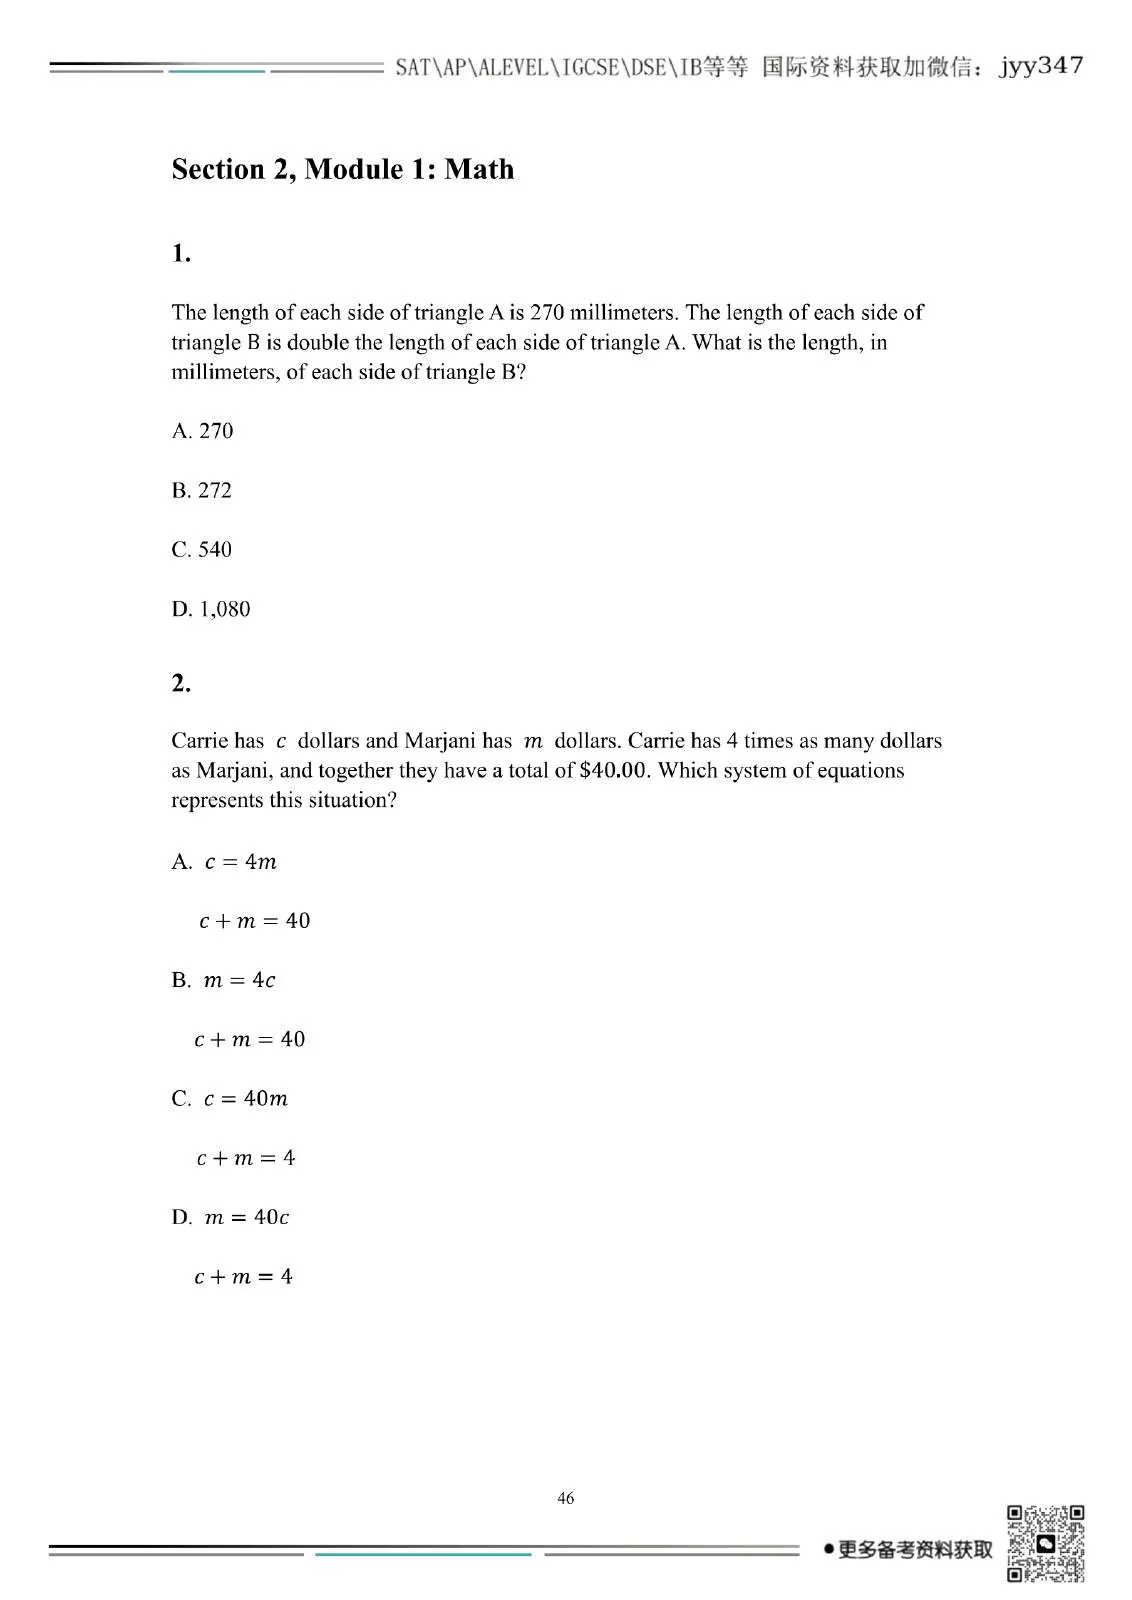 SAT\AP\ALEVEL\IGCSE\DSE\IB等等 国际资料获取加微信：jyy347
Section 2, Module 1: Math
1.
The length of each side of triangle A is 270 millimeters. The length of each side of
triangle B is double the length of each side of triangle A. What is the length, in
millimeters, of each side of triangle B?
A. 270
B. 272
C. 540
D. 1,080
2.
Carrie has c dollars and Marjani has m dollars. Carrie has 4 times as many dollars
as Marjani, and together they have a total of $40.00. Which system of equations
represents this situation?
A. c = 4m
c + m = 40
B. m = 4c
c + m = 40
C. c = 40m
c + m = 4
D. m = 40c
c + m = 4
46
●更多备考资料获取